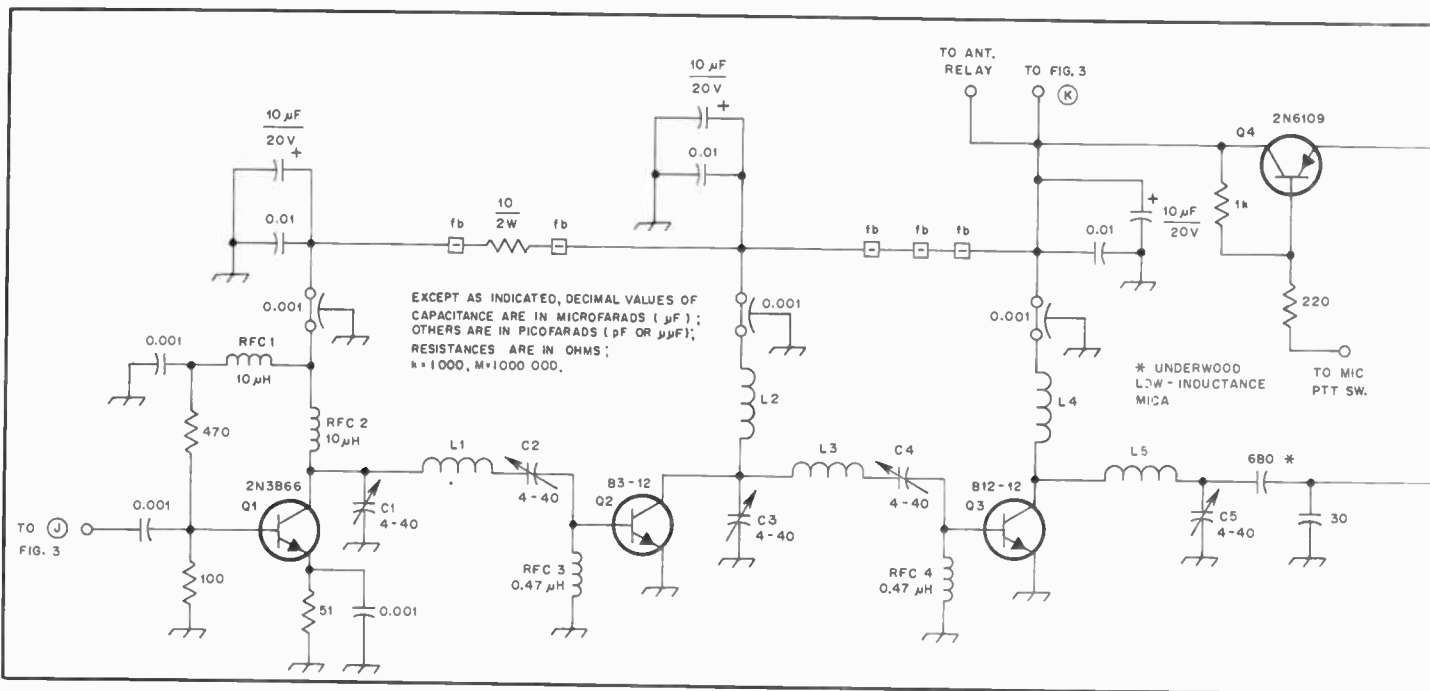 TO ANT.
RELAY
TO FIG. 3
K
10 µF
20V
+
0.01
10 µF
20V
+
0.01
fb
10
2W
fb
fb
fb
fb
Q4
2N6109
1k
+
10 µF
20V
0.01
220
TO MIC
PTT SW.
0.001
0.001
0.001
EXCEPT AS INDICATED, DECIMAL VALUES OF
CAPACITANCE ARE IN MICROFARADS ( µF ) ;
OTHERS ARE IN PICOFARADS ( pF OR µµF);
RESISTANCES ARE IN OHMS ;
k = 1000, M=1000 000.
* UNDERWOOD
LOW-INDUCTANCE
MICA
0.001
RFC 1
10 µH
L2
L4
470
RFC 2
10 µH
L1
C2
4-40
L3
C4
4-40
L5
680 *
2N3866
Q1
0.001
TO J
FIG. 3
C1
4-40
B3-12
Q2
C3
4-40
B12-12
Q3
C5
4-40
30
100
51
0.001
RFC 3
0.47 µH
RFC 4
0.47 µH